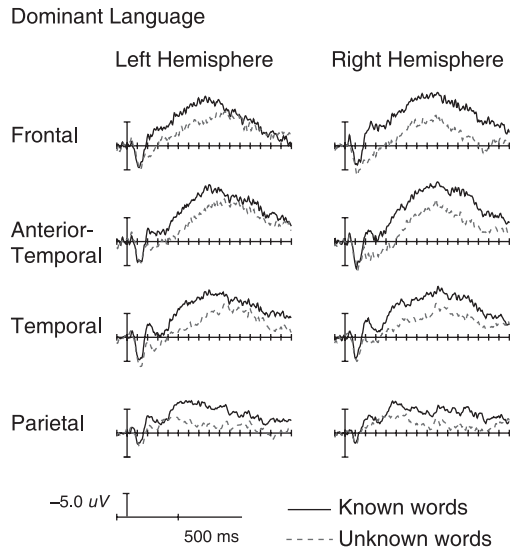 Dominant Language
Left Hemisphere Right Hemisphere
Frontal
Anterior-
Temporal
Temporal
Parietal
–5.0 uV
500 ms
Known words
Unknown words